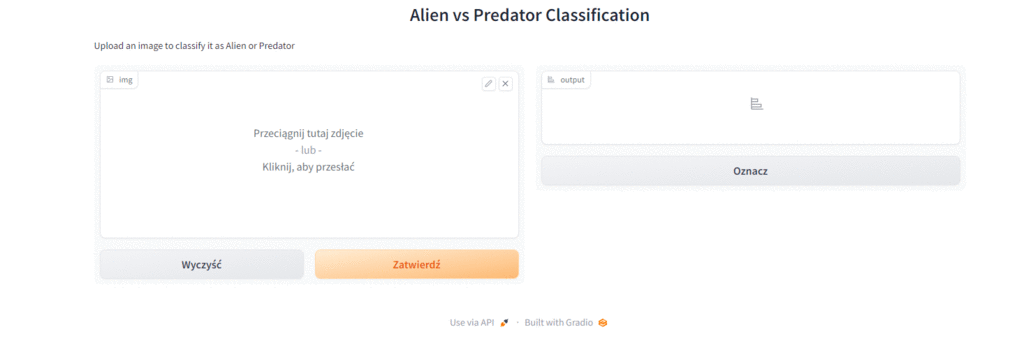 Alien vs Predator Classification
Upload an image to classify it as Alien or Predator
img
Przeciągnij tutaj zdjęcie
- lub -
Kliknij, aby przesłać
Wyczyść
Zatwierdź
output
Oznacz
Use via API · Built with Gradio